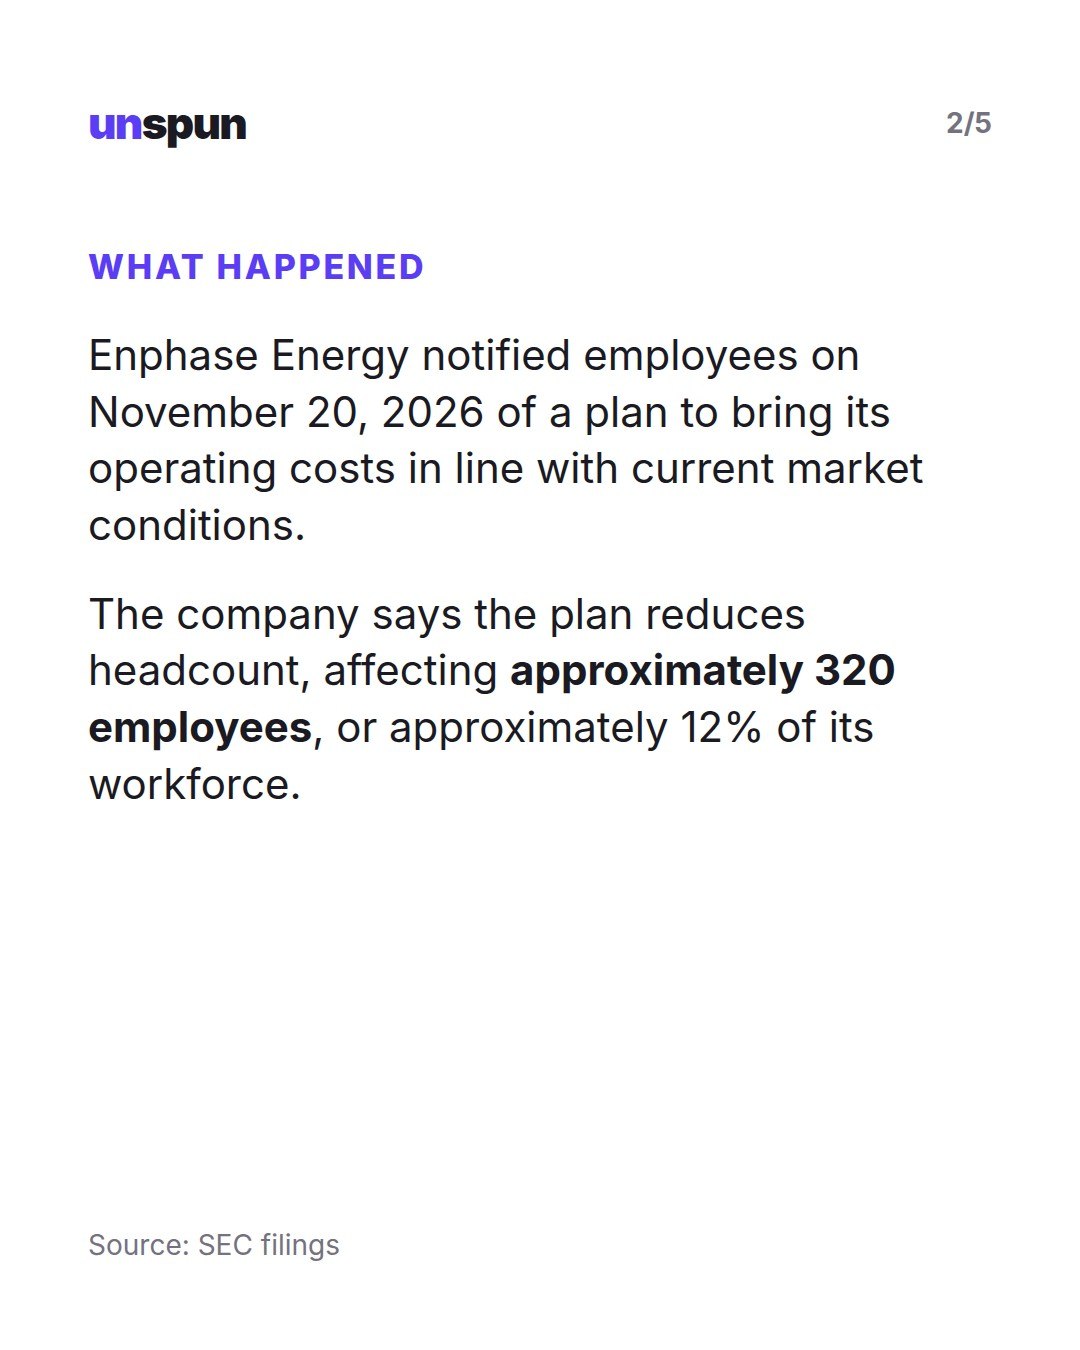 unspun
2/5
WHAT HAPPENED
Enphase Energy notified employees on
November 20, 2026 of a plan to bring its
operating costs in line with current market
conditions.
The company says the plan reduces
headcount, affecting approximately 320
employees, or approximately 12% of its
workforce.
Source: SEC filings